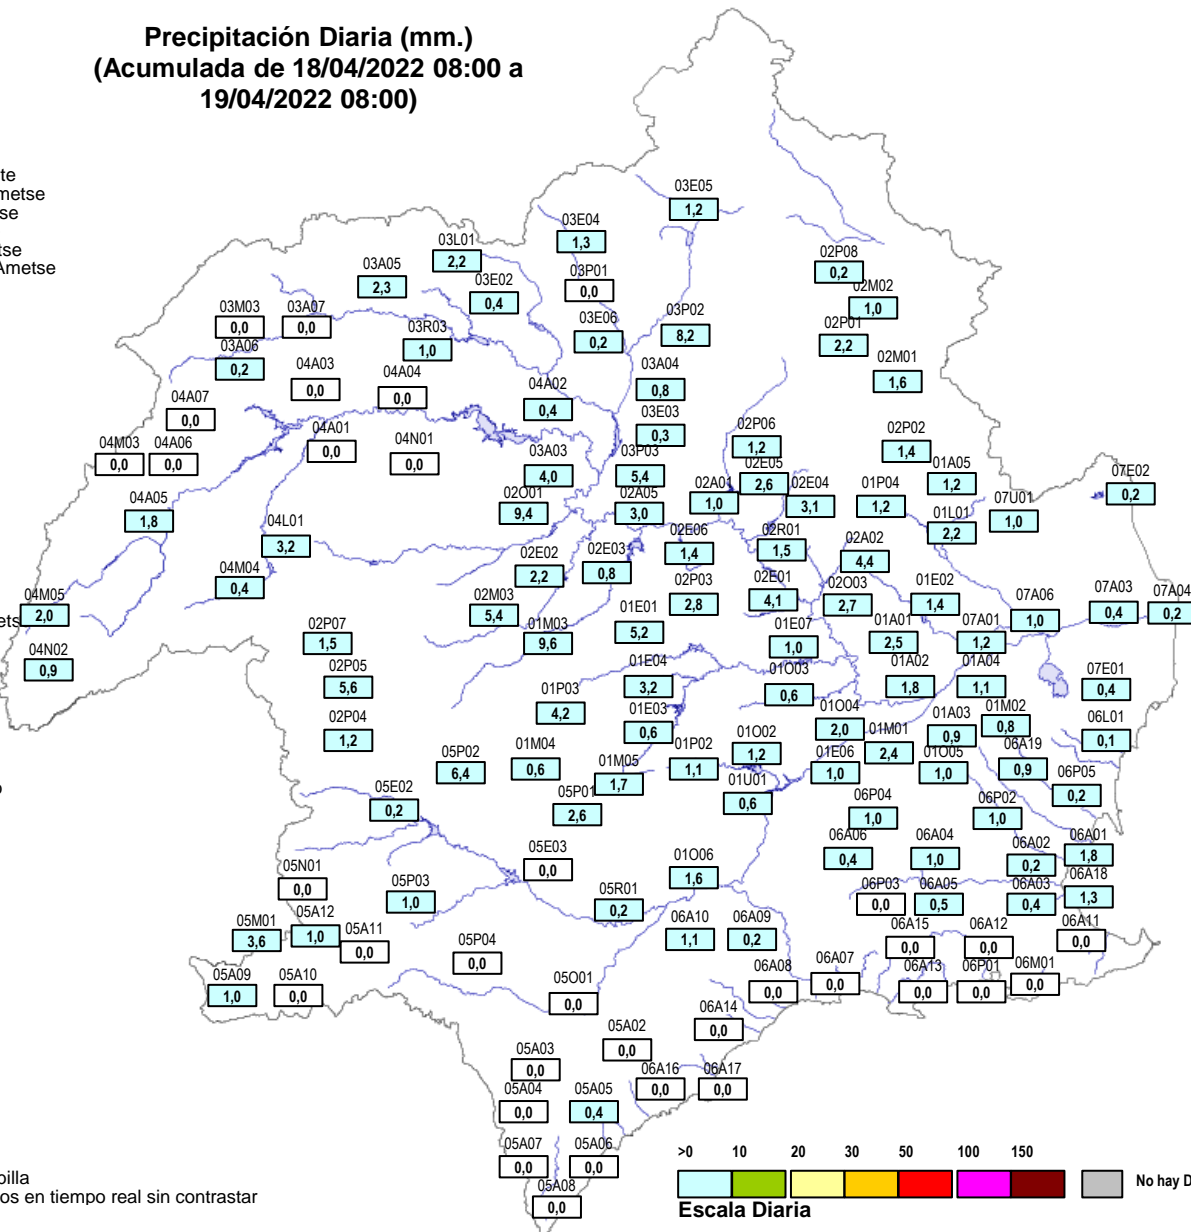 Precipitación Diaria (mm.)
(Acumulada de 18/04/2022 08:00 a
19/04/2022 08:00)
te
metse
se
tse
Ametse
03E05
1,2
03E04
1,3
03L01
2,2
03P01
0,0
02P08
0,2
03A05
2,3
03E02
0,4
02M02
1,0
03M03
0,0
03A07
0,0
03P02
8,2
03E06
0,2
02P01
2,2
03R03
1,0
03A06
0,2
02M01
1,6
04A03
0,0
04A04
0,0
03A04
0,8
04A02
0,4
04A07
0,0
03E03
0,3
02P06
1,2
02P02
1,4
04A01
0,0
04N01
0,0
04M03
0,0
04A06
0,0
03A03
4,0
03P03
5,4
02E05
2,6
01A05
1,2
07E02
0,2
04A05
1,8
02O01
9,4
02A05
3,0
02A01
1,0
02E04
3,1
01P04
1,2
07U01
1,0
04L01
3,2
01L01
2,2
02E06
1,4
02R01
1,5
02A02
4,4
02E02
2,2
02E03
0,8
04M04
0,4
04M05
2,0
ets
02M03
5,4
02P03
2,8
02E01
4,1
02O03
2,7
01E02
1,4
07A03
0,4
07A04
0,2
07A06
1,0
02P07
1,5
01M03
9,6
01E01
5,2
01E07
1,0
01A01
2,5
07A01
1,2
04N02
0,9
02P05
5,6
01E04
3,2
01O03
0,6
01A02
1,8
01A04
1,1
07E01
0,4
01P03
4,2
02P04
1,2
01E03
0,6
01O04
2,0
01A03
0,9
01M02
0,8
06L01
0,1
05P02
6,4
01M04
0,6
01P02
1,1
01O02
1,2
01M01
2,4
01E06
1,0
01O05
1,0
06A19
0,9
01M05
1,7
06P05
0,2
05E02
0,2
05P01
2,6
01U01
0,6
06P04
1,0
06P02
1,0
05E03
0,0
06A06
0,4
06A04
1,0
06A02
0,2
06A01
1,8
05N01
0,0
01O06
1,6
05P03
1,0
05R01
0,2
06P03
0,0
06A05
0,5
06A03
0,4
06A18
1,3
05M01
3,6
05A12
1,0
05A11
0,0
06A10
1,1
06A09
0,2
06A15
0,0
06A12
0,0
06A11
0,0
05P04
0,0
05A09
1,0
05A10
0,0
05O01
0,0
06A08
0,0
06A07
0,0
06A13
0,0
06P01
0,0
06M01
0,0
06A14
0,0
05A02
0,0
05A03
0,0
06A16
0,0
06A17
0,0
05A04
0,0
05A05
0,4
05A07
0,0
05A06
0,0
05A08
0,0
>0 10 20 30 50 100 150
No hay D
Escala Diaria
os en tiempo real sin contrastar